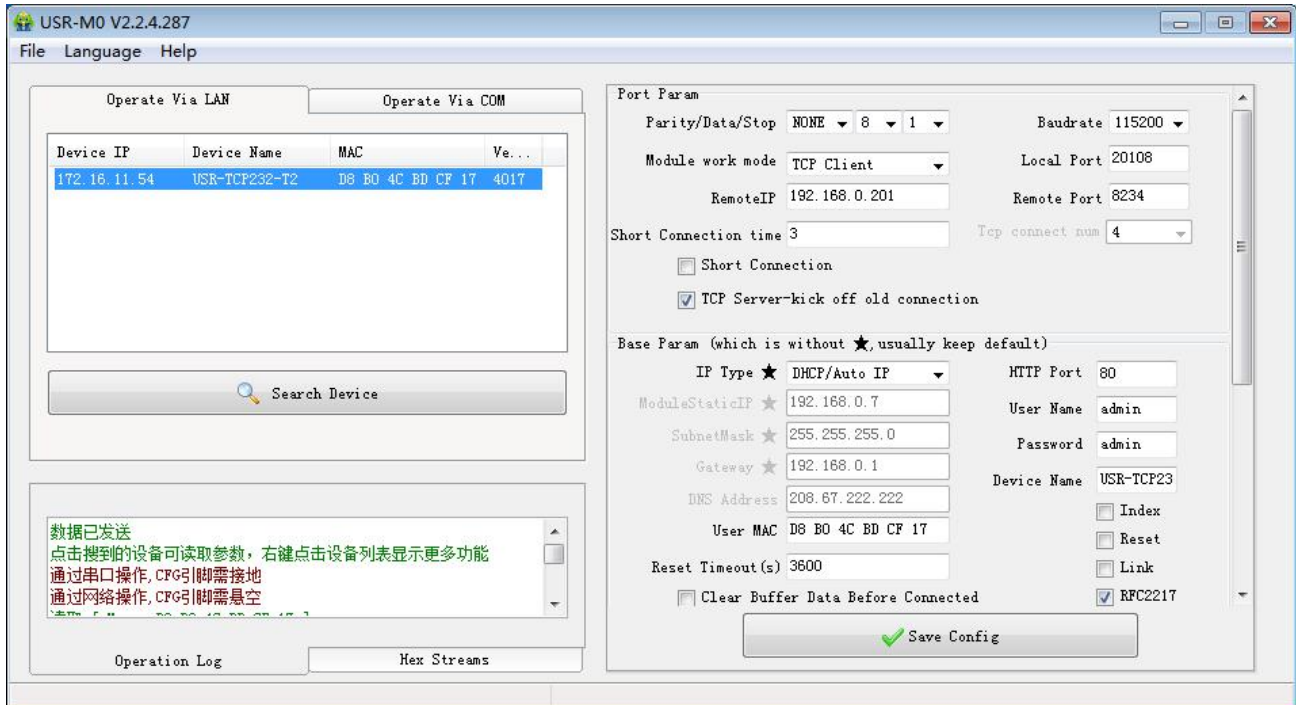 USR-M0 V2.2.4.287
File Language Help
Operate Via LAN
Operate Via COM
Device IP Device Name MAC Ve...
172.16.11.54 USR-TCP232-T2 D8 B0 4C BD CF 17 4017
Search Device
数据已发送
点击搜到的设备可读取参数，右键点击设备列表显示更多功能
通过串口操作,CFG引脚需接地
通过网络操作,CFG引脚需悬空
Operation Log
Hex Streams
Port Param
Parity/Data/Stop NONE 8 1 Baudrate 115200
Module work mode TCP Client Local Port 20108
RemoteIP 192.168.0.201 Remote Port 8234
Short Connection time 3 Tcp connect num 4
Short Connection
TCP Server-kick off old connection
Base Param (which is without ★,usually keep default)
IP Type ★ DHCP/Auto IP HTTP Port 80
ModuleStaticIP ★ 192.168.0.7 User Name admin
SubnetMask ★ 255.255.255.0 Password admin
Gateway ★ 192.168.0.1 Device Name USR-TCP23
DNS Address 208.67.222.222 Index
User MAC D8 B0 4C BD CF 17 Reset
Reset Timeout(s) 3600 Link
Clear Buffer Data Before Connected RFC2217
Save Config